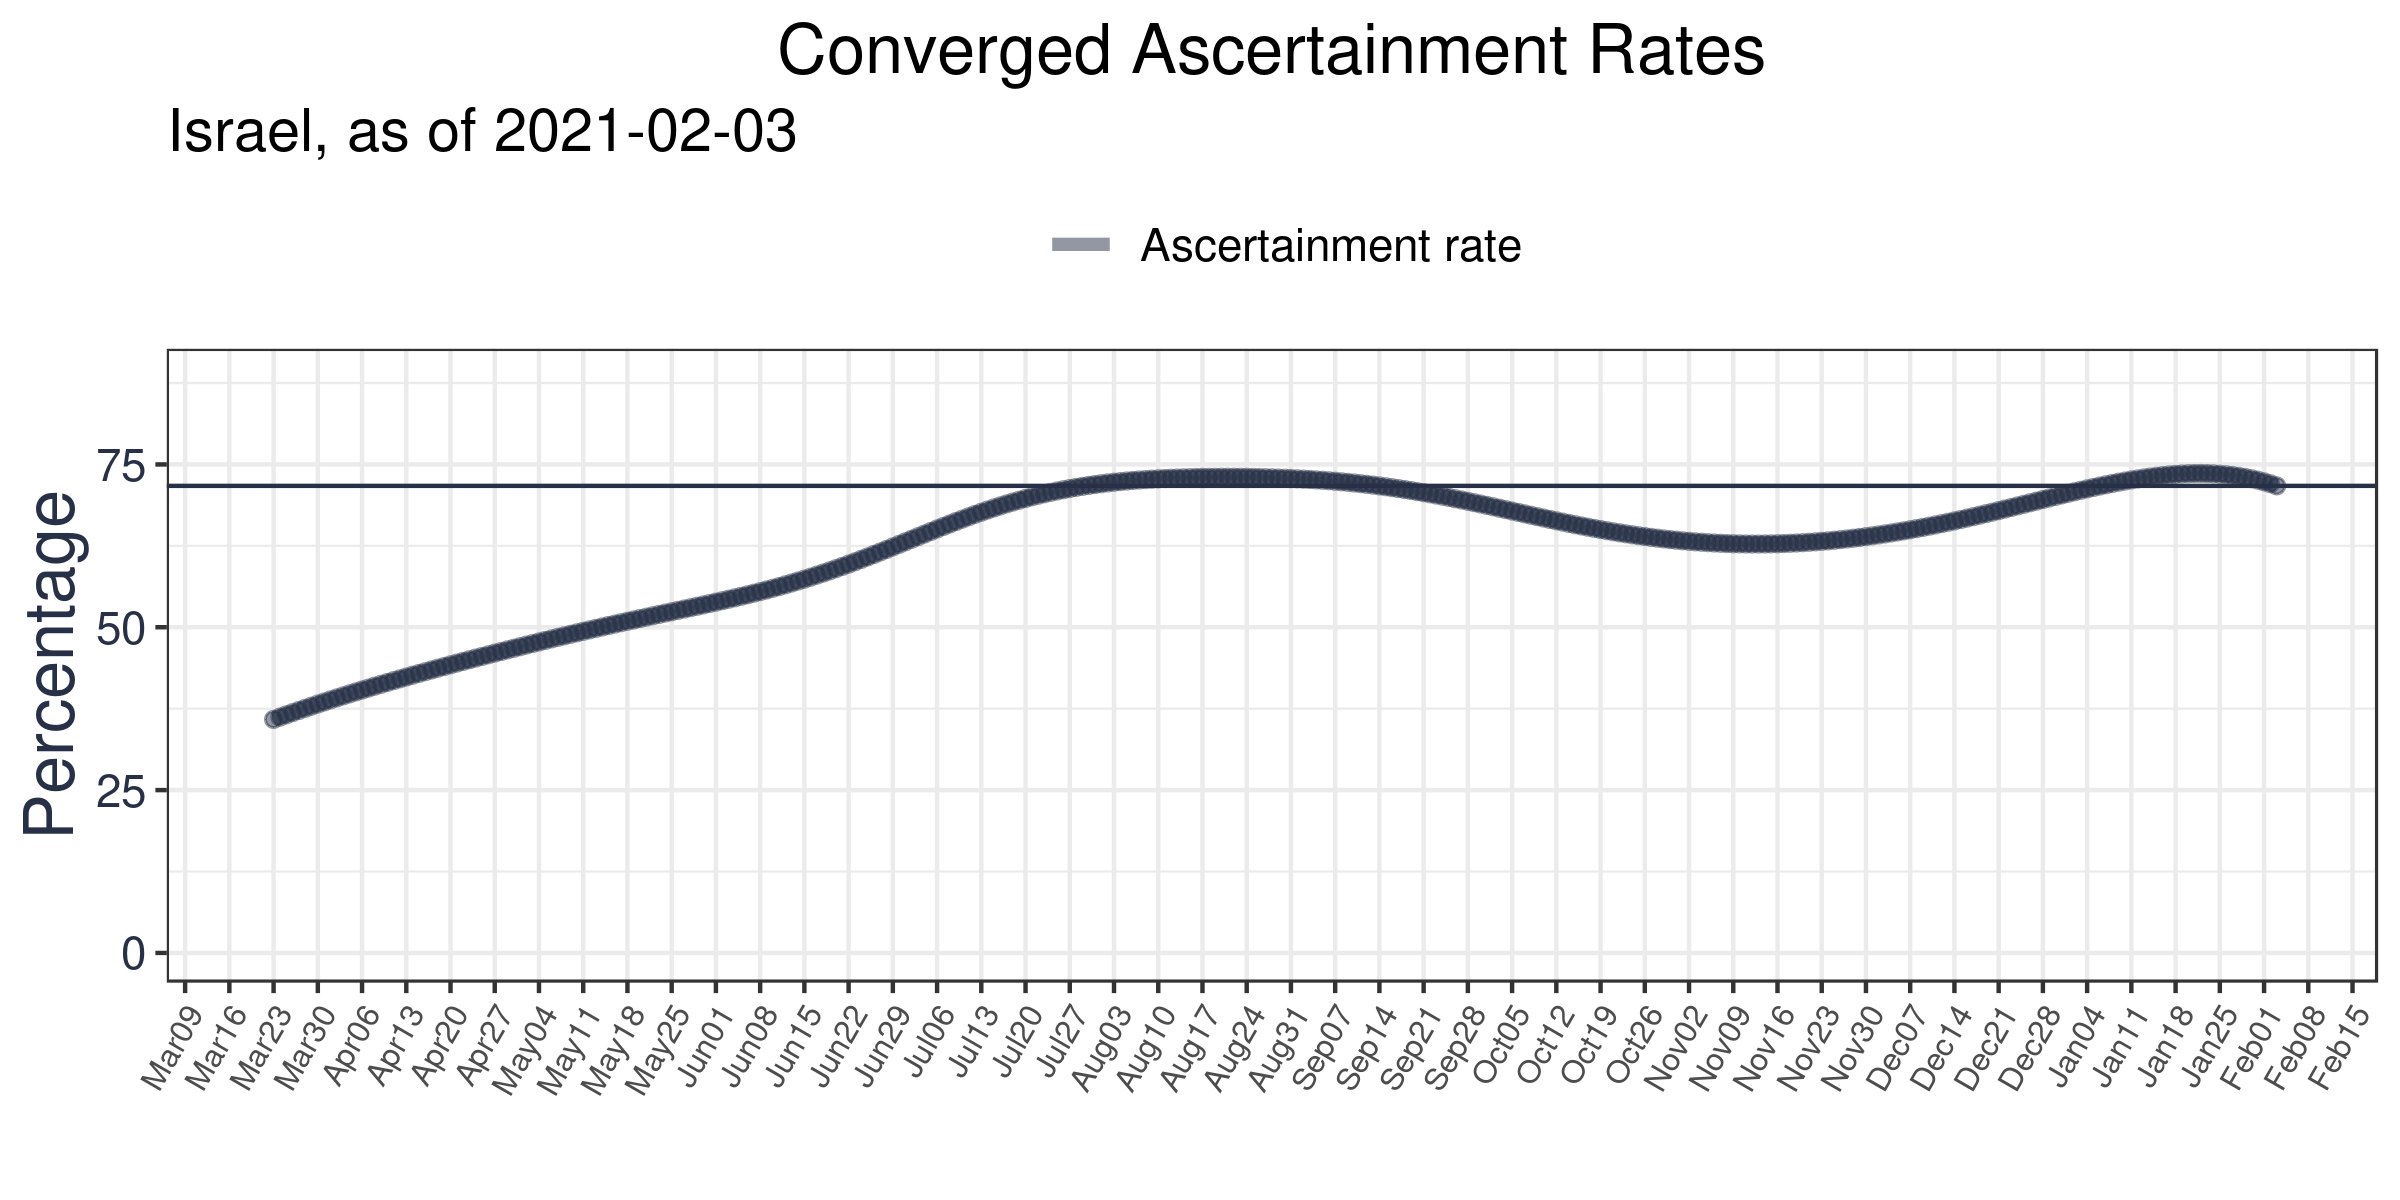 Converged Ascertainment Rates
Israel, as of 2021-02-03
Ascertainment rate
Percentage
75
50
25
0
Mar09
Mar16
Mar23
Mar30
Apr06
Apr13
Apr20
Apr27
May04
May11
May18
May25
Jun01
Jun08
Jun15
Jun22
Jun29
Jul06
Jul13
Jul20
Jul27
Aug03
Aug10
Aug17
Aug24
Aug31
Sep07
Sep14
Sep21
Sep28
Oct05
Oct12
Oct19
Oct26
Nov02
Nov09
Nov16
Nov23
Nov30
Dec07
Dec14
Dec21
Dec28
Jan04
Jan11
Jan18
Jan25
Feb01
Feb08
Feb15